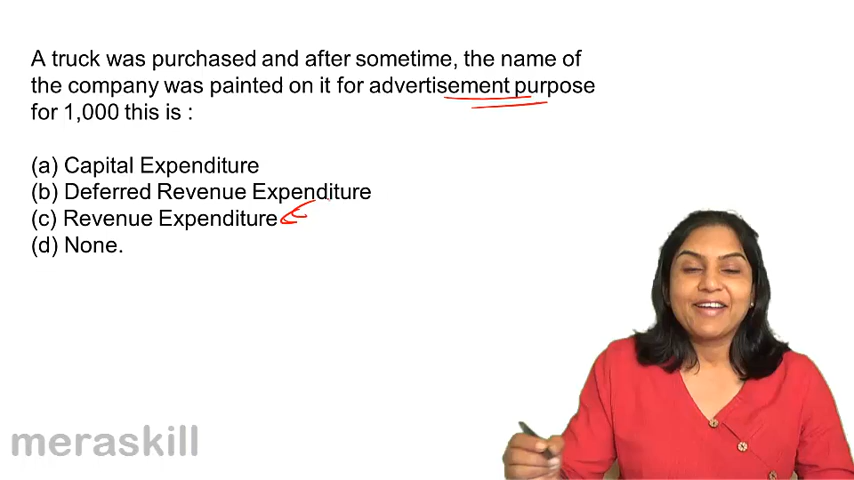 A truck was purchased and after sometime, the name of
the company was painted on it for advertisement purpose
for 1,000 this is :
(a) Capital Expenditure
(b) Deferred Revenue Expenditure
(c) Revenue Expenditure
(d) None.
meraskill